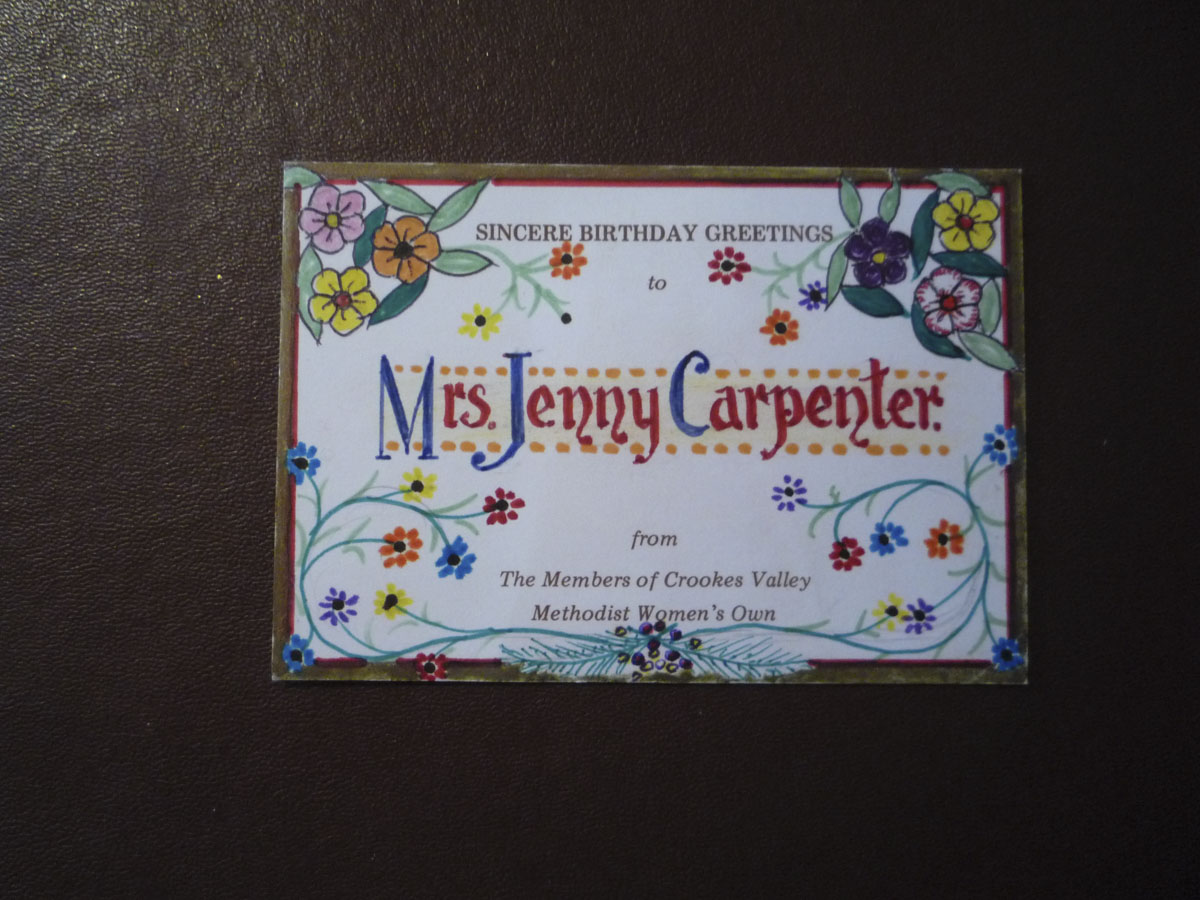 SINCERE BIRTHDAY GREETINGS
to
Mrs. Jenny Carpenter.
from
The Members of Crookes Valley
Methodist Women's Own